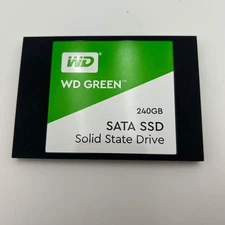 WD
WD GREEN™
240GB
SATA SSD
Solid State Drive